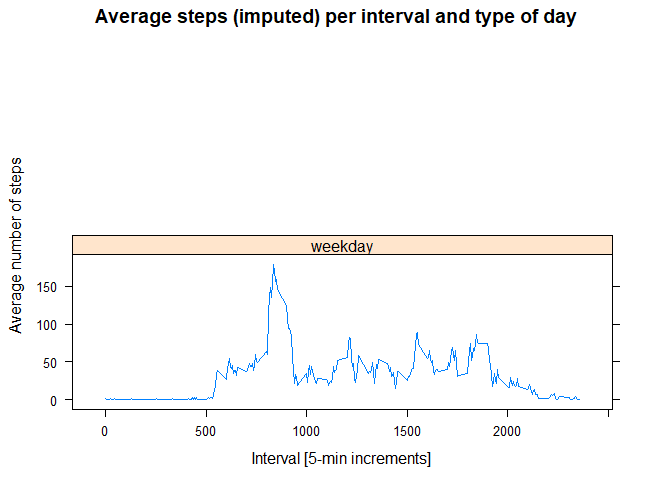 Average steps (imputed) per interval and type of day
Average number of steps
weekday
150
100
50
0
0 500 1000 1500 2000
Interval [5-min increments]